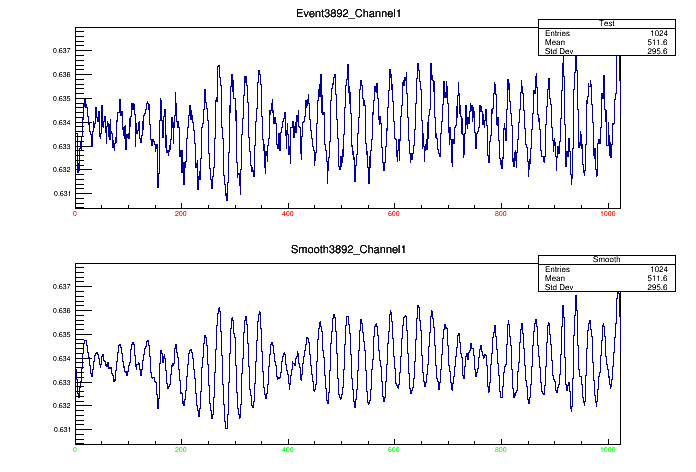 Event3892_Channel1
Test
Entries 1024
Mean 511.6
Std Dev 295.6
0.637
0.636
0.635
0.634
0.633
0.632
0.631
0 200 400 600 800 1000
Smooth3892_Channel1
Smooth
Entries 1024
Mean 511.6
Std Dev 295.6
0.637
0.636
0.635
0.634
0.633
0.632
0.631
0 200 400 600 800 1000